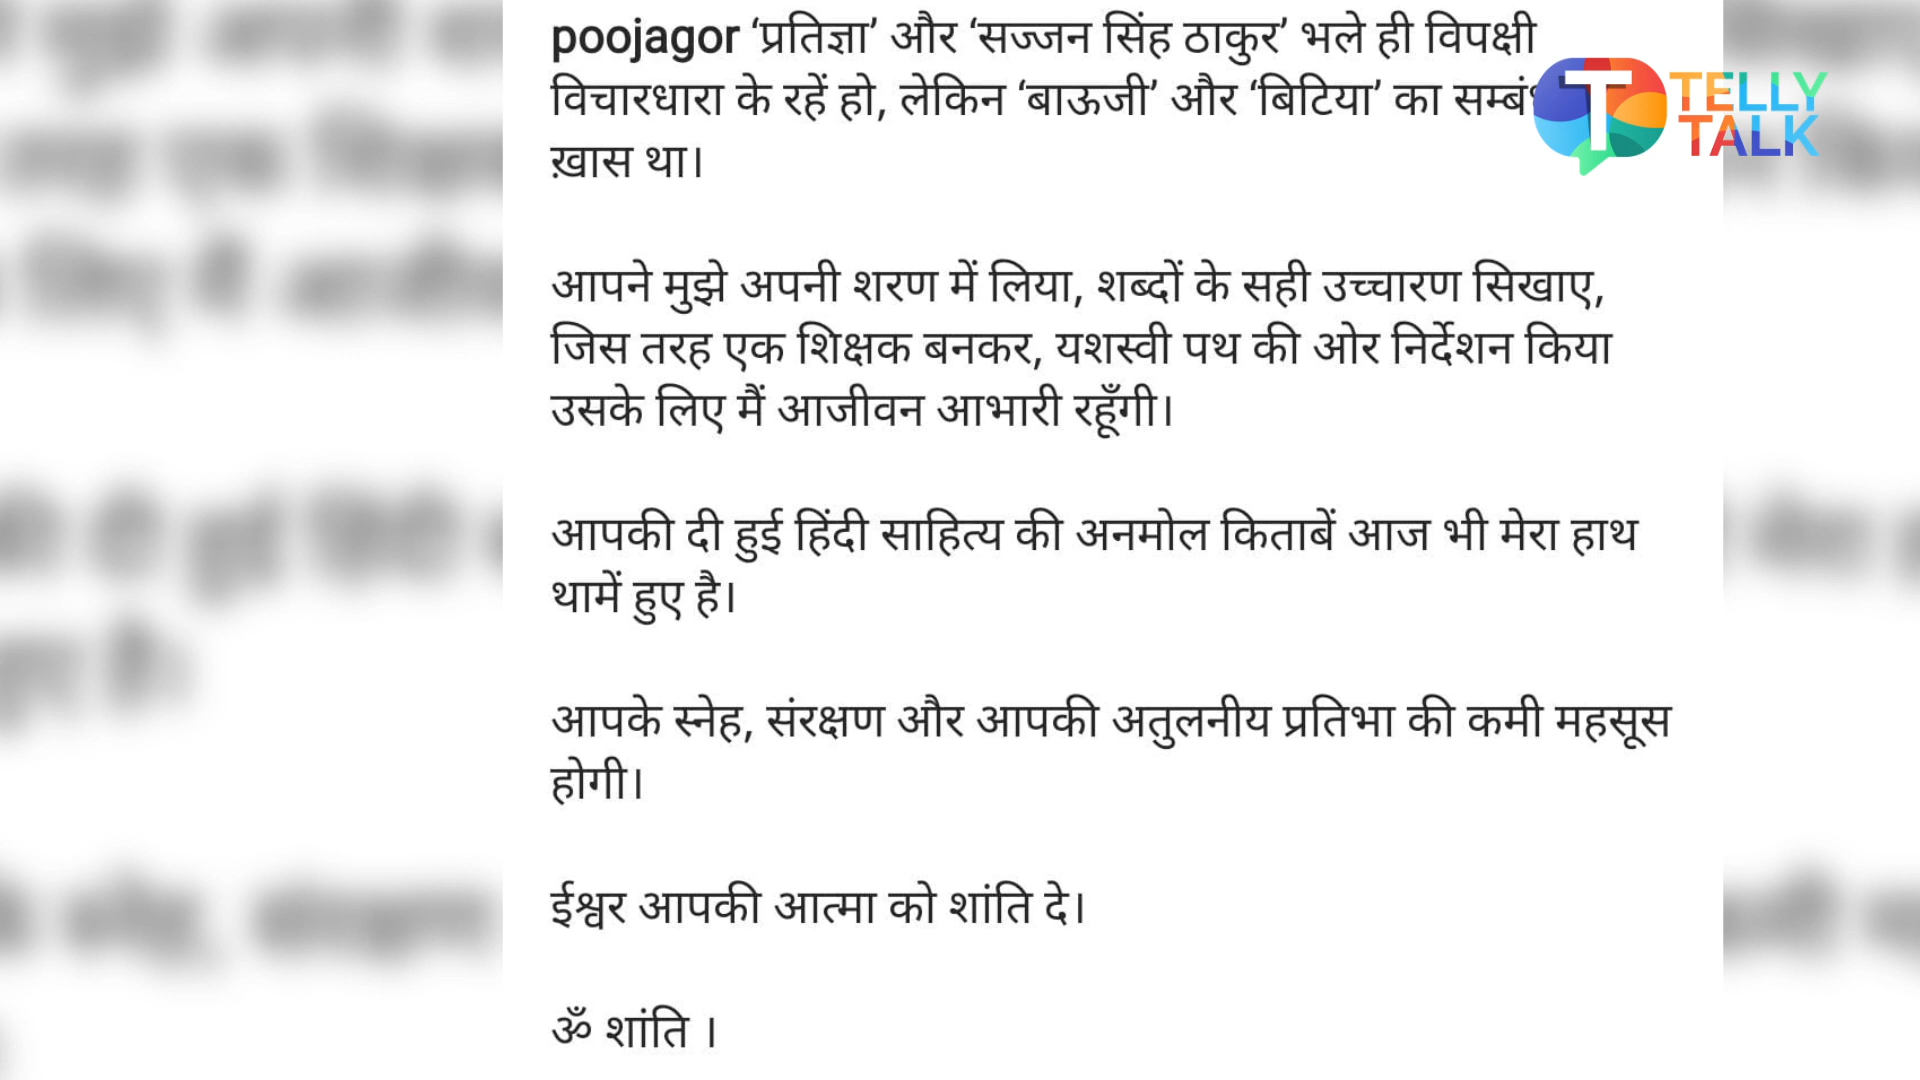 poojagor ‘प्रतिज्ञा’ और ‘सज्जन सिंह ठाकुर’ भले ही विपक्षी
विचारधारा के रहें हो, लेकिन ‘बाऊजी’ और ‘बिटिया’ का
ख़ास था।
आपने मुझे अपनी शरण में लिया, शब्दों के सही उच्चारण सिखाए,
जिस तरह एक शिक्षक बनकर, यशस्वी पथ की ओर निर्देशन किया
उसके लिए मैं आजीवन आभारी रहूँगी।
आपकी दी हुई हिंदी साहित्य की अनमोल किताबें आज भी मेरा हाथ
थामें हुए है।
आपके स्नेह, संरक्षण और आपकी अतुलनीय प्रतिभा की कमी महसूस
होगी।
ईश्वर आपकी आत्मा को शांति दे।
ॐ शांति ।
T TELLY
TALK